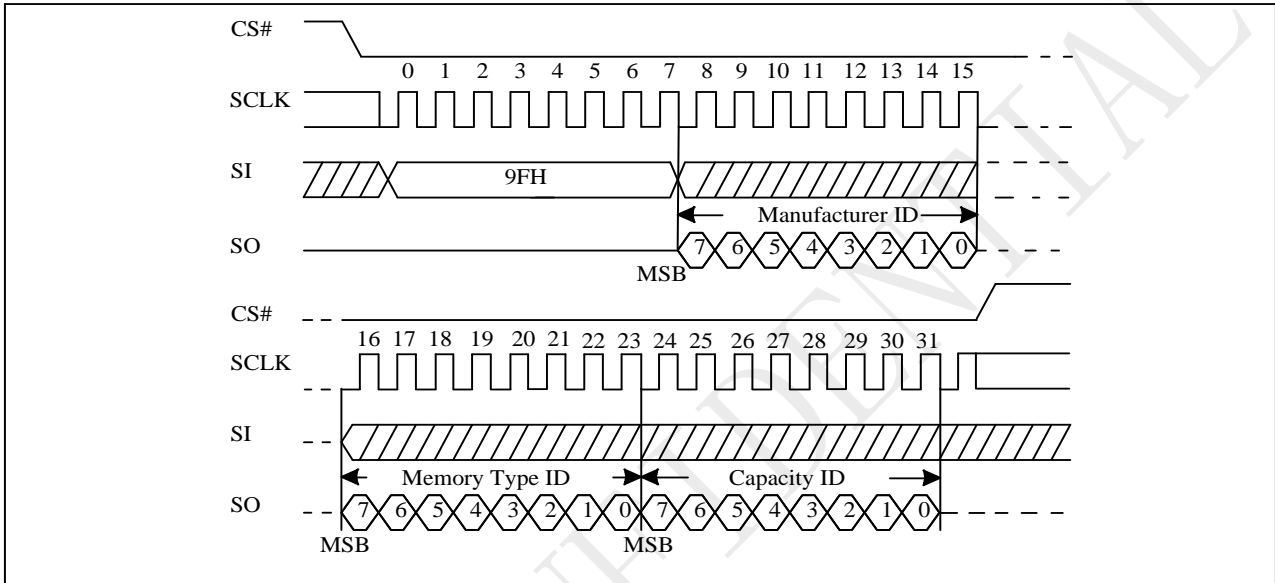 CS#
0 1 2 3 4 5 6 7 8 9 10 11 12 13 14 15
SCLK
SI
9FH
Manufacturer ID
SO
7 6 5 4 3 2 1 0
MSB
CS#
16 17 18 19 20 21 22 23 24 25 26 27 28 29 30 31
SCLK
SI
Memory Type ID Capacity ID
SO
7 6 5 4 3 2 1 0 7 6 5 4 3 2 1 0
MSB MSB